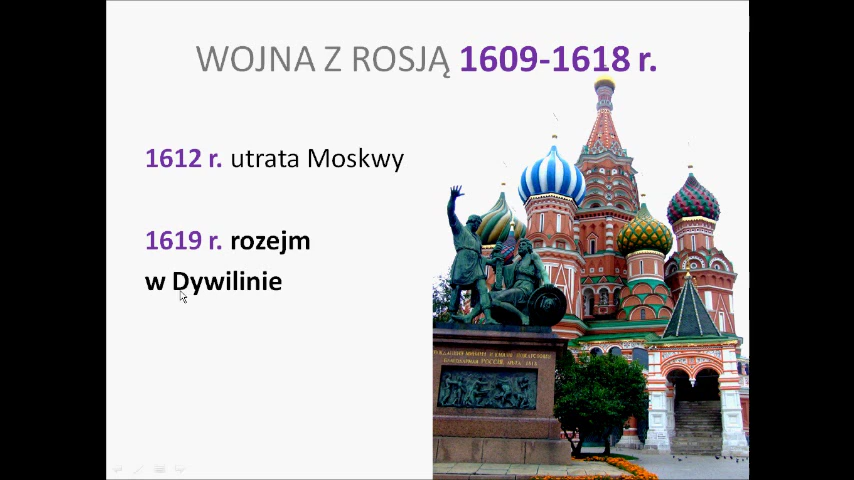 WOJNA Z ROSJĄ 1609-1618 r.
1612 r. utrata Moskwy
1619 r. rozejm
w Dywilinie